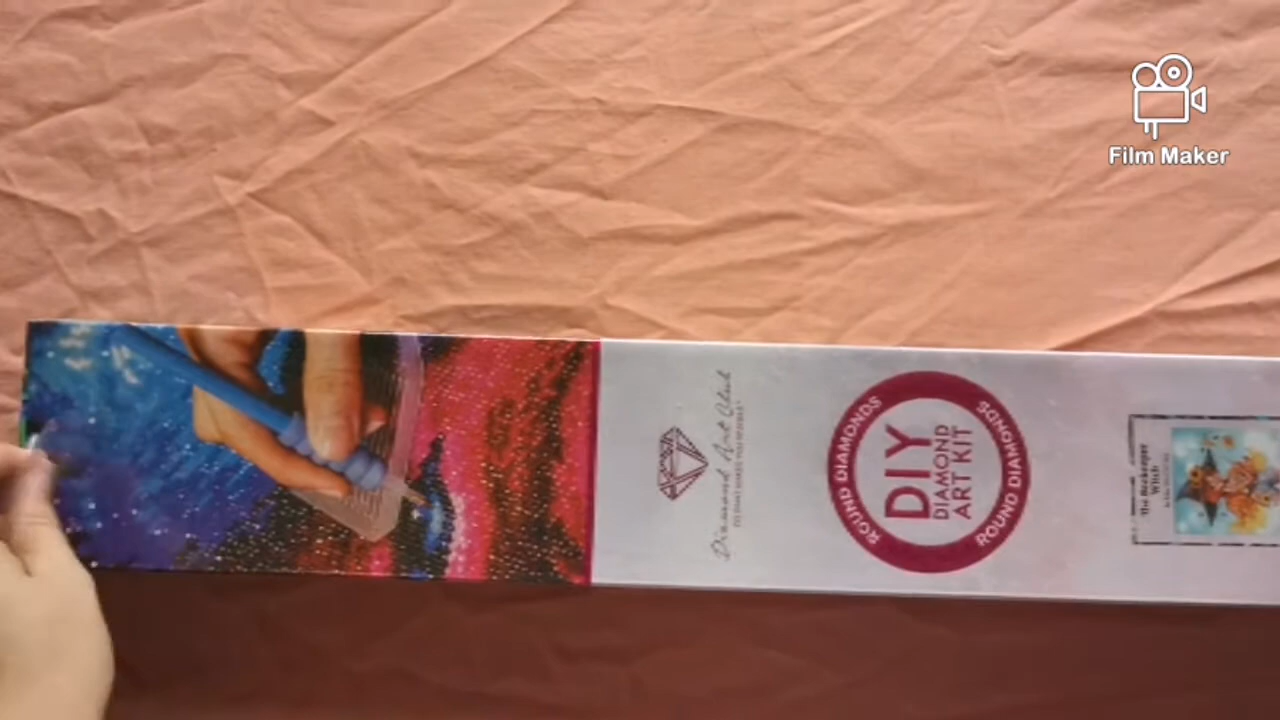 Film Maker
Diamond Art Club
ROUND DIAMONDS
DIY
DIAMOND
ART KIT
ROUND DIAMONDS
The Beekeeper
Witch